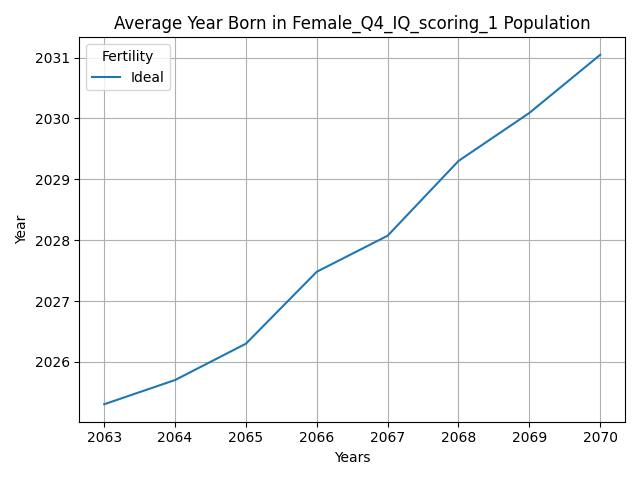 Average Year Born in Female_Q4_IQ_scoring_1 Population
Fertility
Ideal
2031
2030
2029
2028
2027
2026
Year
2063 2064 2065 2066 2067 2068 2069 2070
Years